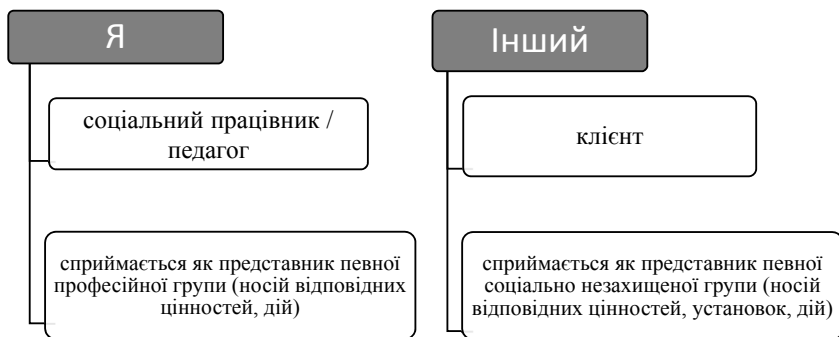 Я
соціальний працівник /
педагог
сприймається як представник певної
професійної групи (носій відповідних
цінностей, дій)
Інший
клієнт
сприймається як представник певної
соціально незахищеної групи (носій
відповідних цінностей, установок, дій)